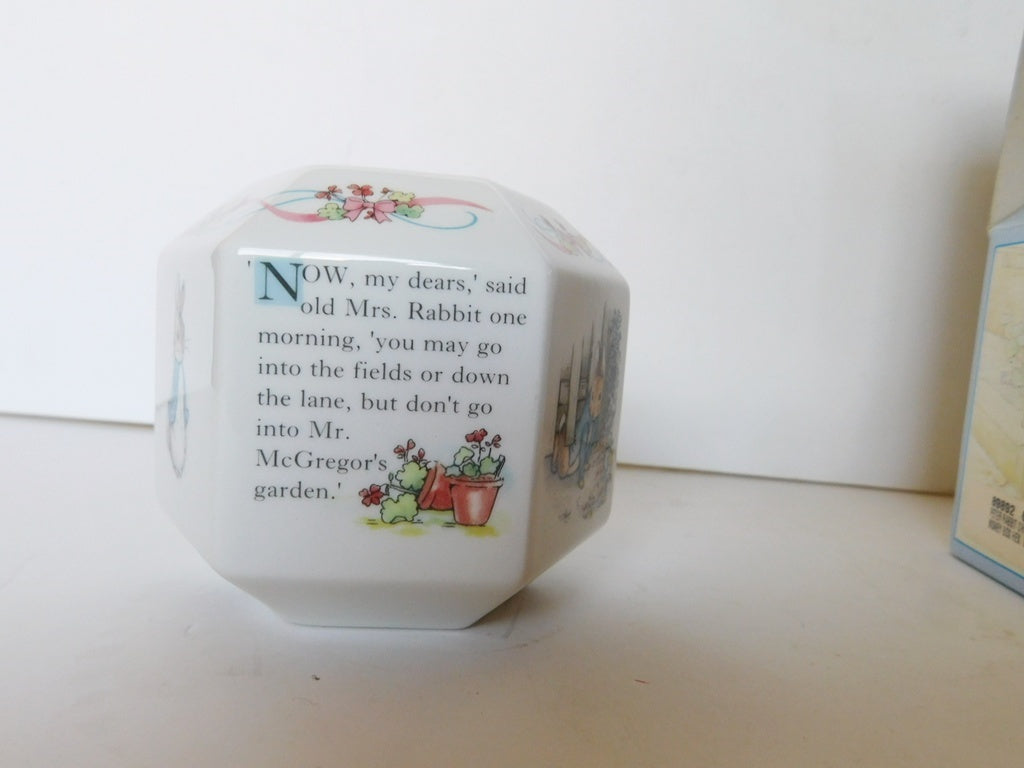 'NOW, my dears,' said
old Mrs. Rabbit one
morning, 'you may go
into the fields or down
the lane, but don't go
into Mr.
McGregor's
garden.'